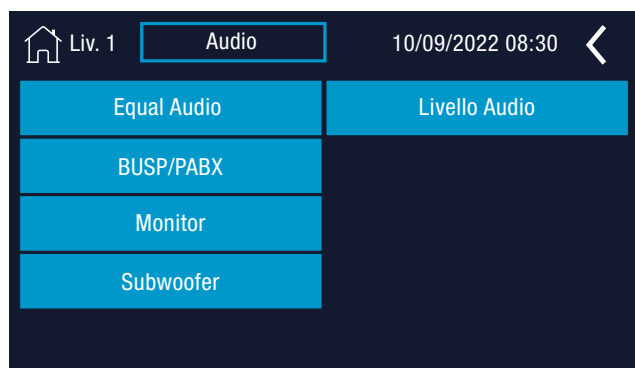 Liv. 1 Audio 10/09/2022 08:30
Equal Audio Livello Audio
BUSP/PABX
Monitor
Subwoofer